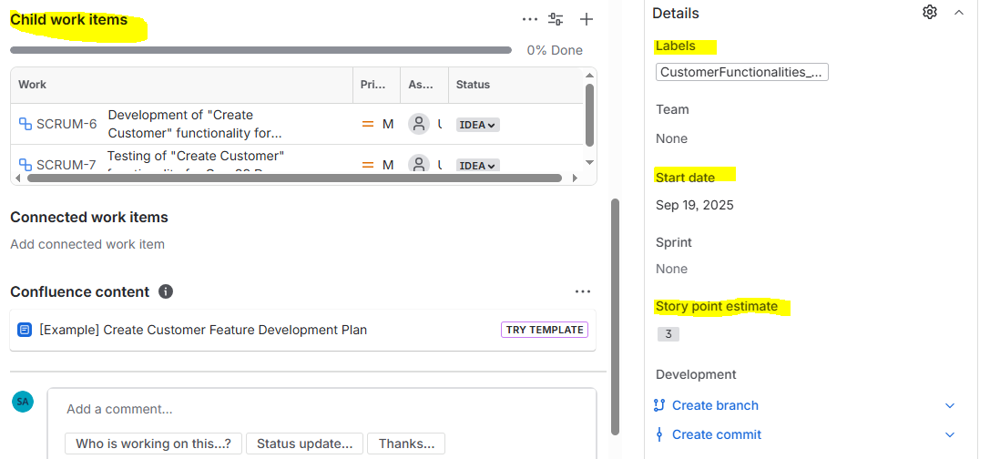 Child work items
0% Done
Work Pri... As... Status
SCRUM-6 Development of "Create
Customer" functionality for...
M U IDEA
SCRUM-7 Testing of "Create Customer"
M U IDEA
Connected work items
Add connected work item
Confluence content
[Example] Create Customer Feature Development Plan TRY TEMPLATE
SA
Add a comment...
Who is working on this...? Status update... Thanks...
Details
Labels
CustomerFunctionalities_...
Team
None
Start date
Sep 19, 2025
Sprint
None
Story point estimate
3
Development
Create branch
Create commit